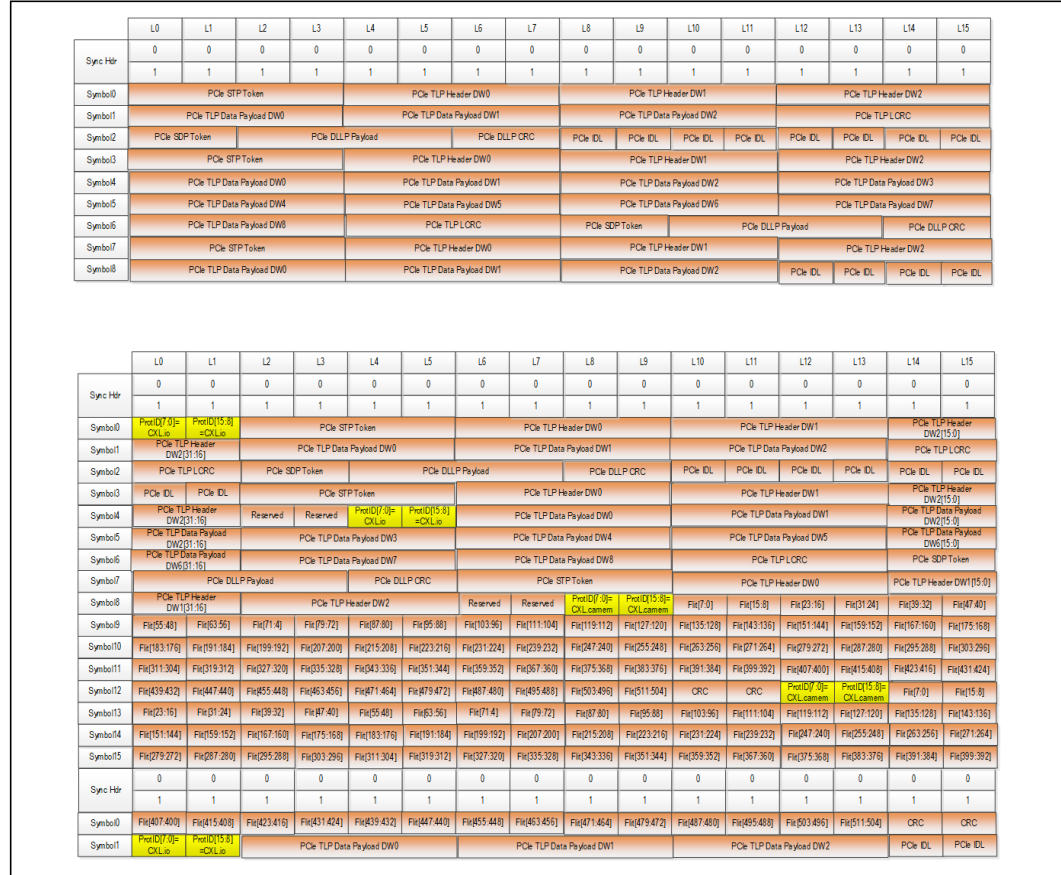 L0 L1 L2 L3 L4 L5 L6 L7 L8 L9 L10 L11 L12 L13 L14 L15
Sync Hdr
0 0 0 0 0 0 0 0 0 0 0 0 0 0 0 0
1 1 1 1 1 1 1 1 1 1 1 1 1 1 1 1
Symbol0 PCIe STP Token PCIe TLP Header DW0 PCIe TLP Header DW1 PCIe TLP Header DW2
Symbol1 PCIe TLP Data Payload DW0 PCIe TLP Data Payload DW1 PCIe TLP Data Payload DW2 PCIe TLP LCRC
Symbol2 PCIe SDP Token PCIe DLLP Payload PCIe DLLP CRC PCIe IDL PCIe IDL PCIe IDL PCIe IDL PCIe IDL PCIe IDL PCIe IDL PCIe IDL
Symbol3 PCIe STP Token PCIe TLP Header DW0 PCIe TLP Header DW1 PCIe TLP Header DW2
Symbol4 PCIe TLP Data Payload DW0 PCIe TLP Data Payload DW1 PCIe TLP Data Payload DW2 PCIe TLP Data Payload DW3
Symbol5 PCIe TLP Data Payload DW4 PCIe TLP Data Payload DW5 PCIe TLP Data Payload DW6 PCIe TLP Data Payload DW7
Symbol6 PCIe TLP Data Payload DW8 PCIe TLP LCRC PCIe SDP Token PCIe DLLP Payload PCIe DLLP CRC
Symbol7 PCIe STP Token PCIe TLP Header DW0 PCIe TLP Header DW1 PCIe TLP Header DW2
Symbol8 PCIe TLP Data Payload DW0 PCIe TLP Data Payload DW1 PCIe TLP Data Payload DW2 PCIe IDL PCIe IDL PCIe IDL PCIe IDL
L0 L1 L2 L3 L4 L5 L6 L7 L8 L9 L10 L11 L12 L13 L14 L15
Sync Hdr
0 0 0 0 0 0 0 0 0 0 0 0 0 0 0 0
1 1 1 1 1 1 1 1 1 1 1 1 1 1 1 1
Symbol0 ProtID[7:0]= CXL.io ProtID[15:8] =CXL.io PCIe STP Token PCIe TLP Header DW0 PCIe TLP Header DW1 PCIe TLP Header DW2[15:0]
Symbol1 PCIe TLP Header DW2[31:16] PCIe TLP Data Payload DW0 PCIe TLP Data Payload DW1 PCIe TLP Data Payload DW2 PCIe TLP LCRC
Symbol2 PCIe TLP LCRC PCIe SDP Token PCIe DLLP Payload PCIe DLLP CRC PCIe IDL PCIe IDL PCIe IDL PCIe IDL PCIe IDL PCIe IDL
Symbol3 PCIe IDL PCIe IDL PCIe STP Token PCIe TLP Header DW0 PCIe TLP Header DW1 PCIe TLP Header DW2[15:0]
Symbol4 PCIe TLP Header DW2[31:16] Reserved Reserved ProtID[7:0]= CXL.io ProtID[15:8] =CXL.io PCIe TLP Data Payload DW0 PCIe TLP Data Payload DW1 PCIe TLP Data Payload DW2[15:0]
Symbol5 PCIe TLP Data Payload DW2[31:16] PCIe TLP Data Payload DW3 PCIe TLP Data Payload DW4 PCIe TLP Data Payload DW5 PCIe TLP Data Payload DW6[15:0]
Symbol6 PCIe TLP Data Payload DW6[31:16] PCIe TLP Data Payload DW7 PCIe TLP Data Payload DW8 PCIe TLP LCRC PCIe SDP Token
Symbol7 PCIe DLLP Payload PCIe DLLP CRC PCIe STP Token PCIe TLP Header DW0 PCIe TLP Header DW1[15:0]
Symbol8 PCIe TLP Header DW1[31:16] PCIe TLP Header DW2 Reserved Reserved ProtID[7:0]= CXL.camem ProtID[15:8]= CXL.camem Flit[7:0] Flit[15:8] Flit[23:16] Flit[31:24] Flit[39:32] Flit[47:40]
Symbol9 Flit[55:48] Flit[63:56] Flit[71:4] Flit[79:72] Flit[87:80] Flit[95:88] Flit[103:96] Flit[111:104] Flit[119:112] Flit[127:120] Flit[135:128] Flit[143:136] Flit[151:144] Flit[159:152] Flit[167:160] Flit[175:168]
Symbol10 Flit[183:176] Flit[191:184] Flit[199:192] Flit[207:200] Flit[215:208] Flit[223:216] Flit[231:224] Flit[239:232] Flit[247:240] Flit[255:248] Flit[263:256] Flit[271:264] Flit[279:272] Flit[287:280] Flit[295:288] Flit[303:296]
Symbol11 Flit[311:304] Flit[319:312] Flit[327:320] Flit[335:328] Flit[343:336] Flit[351:344] Flit[359:352] Flit[367:360] Flit[375:368] Flit[383:376] Flit[391:384] Flit[399:392] Flit[407:400] Flit[415:408] Flit[423:416] Flit[431:424]
Symbol12 Flit[439:432] Flit[447:440] Flit[455:448] Flit[463:456] Flit[471:464] Flit[479:472] Flit[487:480] Flit[495:488] Flit[503:496] Flit[511:504] CRC CRC ProtID[7:0]= CXL.camem ProtID[15:8]= CXL.camem Flit[7:0] Flit[15:8]
Symbol13 Flit[23:16] Flit[31:24] Flit[39:32] Flit[47:40] Flit[55:48] Flit[63:56] Flit[71:4] Flit[79:72] Flit[87:80] Flit[95:88] Flit[103:96] Flit[111:104] Flit[119:112] Flit[127:120] Flit[135:128] Flit[143:136]
Symbol14 Flit[151:144] Flit[159:152] Flit[167:160] Flit[175:168] Flit[183:176] Flit[191:184] Flit[199:192] Flit[207:200] Flit[215:208] Flit[223:216] Flit[231:224] Flit[239:232] Flit[247:240] Flit[255:248] Flit[263:256] Flit[271:264]
Symbol15 Flit[279:272] Flit[287:280] Flit[295:288] Flit[303:296] Flit[311:304] Flit[319:312] Flit[327:320] Flit[335:328] Flit[343:336] Flit[351:344] Flit[359:352] Flit[367:360] Flit[375:368] Flit[383:376] Flit[391:384] Flit[399:392]
Sync Hdr
0 0 0 0 0 0 0 0 0 0 0 0 0 0 0 0
1 1 1 1 1 1 1 1 1 1 1 1 1 1 1 1
Symbol0 Flit[407:400] Flit[415:408] Flit[423:416] Flit[431:424] Flit[439:432] Flit[447:440] Flit[455:448] Flit[463:456] Flit[471:464] Flit[479:472] Flit[487:480] Flit[495:488] Flit[503:496] Flit[511:504] CRC CRC
Symbol1 ProtID[7:0]= CXL.io ProtID[15:8] =CXL.io PCIe TLP Data Payload DW0 PCIe TLP Data Payload DW1 PCIe TLP Data Payload DW2 PCIe IDL PCIe IDL